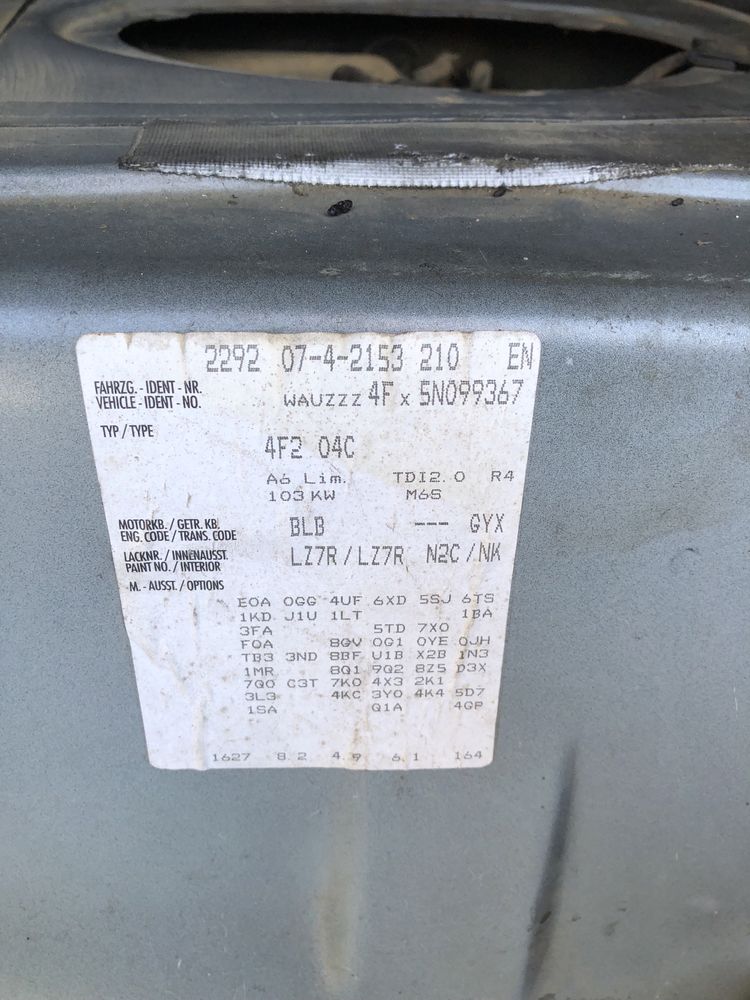 2292 07-4-2153 210 EN
FAHRZG. - IDENT - NR.
VEHICLE - IDENT - NO. WAUZZZ 4F x 5N099367
TYP / TYPE
4F2 04C
A6 Lim. TDI2.0 R4
103 KW M6S
MOTORKB. / GETR. KB.
ENG. CODE / TRANS. CODE BLB -- GYX
LACKNR. / INNENAUSST.
PAINT NO. / INTERIOR LZ7R / LZ7R N2C / NK
M. - AUSST. / OPTIONS
E0A 0GG 4UF 6XD 5SJ 6TS
1KD J1U 1LT 1BA
3FA 5TD 7X0
F0A 8GV 0G1 0YE 0JH
TB3 3ND 8BF U1B X2B 1N3
1MR 8Q1 9Q2 8Z5 D3X
7Q0 C3T 7K0 4X3 2K1
3L3 4KC 3Y0 4K4 5D7
1SA Q1A 4GP
1627 8.2 4.9 6.1 164